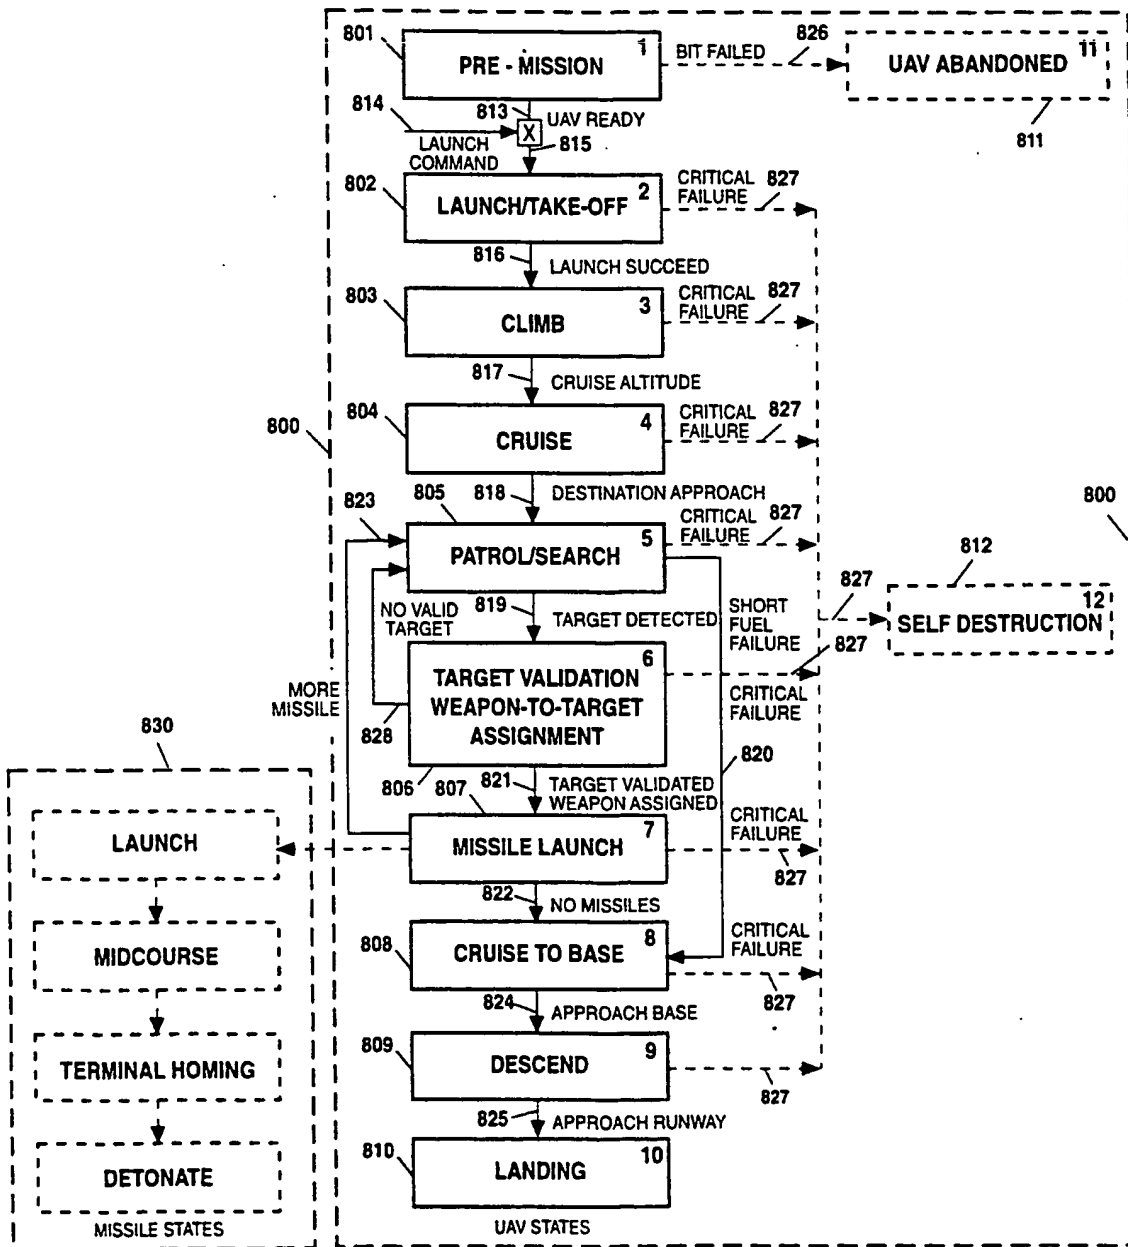 801
PRE - MISSION
1
BIT FAILED
826
UAV ABANDONED
11
811
813
UAV READY
814
X
LAUNCH
COMMAND
815
802
LAUNCH/TAKE-OFF
2
CRITICAL
FAILURE
827
816
LAUNCH SUCCEED
803
CLIMB
3
CRITICAL
FAILURE
827
817
CRUISE ALTITUDE
804
CRUISE
4
CRITICAL
FAILURE
827
800
818
DESTINATION APPROACH
823
805
PATROL/SEARCH
5
CRITICAL
FAILURE
827
800
812
SELF DESTRUCTION
12
827
NO VALID
TARGET
819
TARGET DETECTED
SHORT
FUEL
FAILURE
827
TARGET VALIDATION
WEAPON-TO-TARGET
ASSIGNMENT
6
CRITICAL
FAILURE
MORE
MISSILE
828
820
806
807
821
TARGET VALIDATED
WEAPON ASSIGNED
MISSILE LAUNCH
7
CRITICAL
FAILURE
827
822
NO MISSILES
808
CRUISE TO BASE
8
CRITICAL
FAILURE
827
824
APPROACH BASE
809
DESCEND
9
827
825
APPROACH RUNWAY
810
LANDING
10
UAV STATES
830
LAUNCH
MIDCOURSE
TERMINAL HOMING
DETONATE
MISSILE STATES